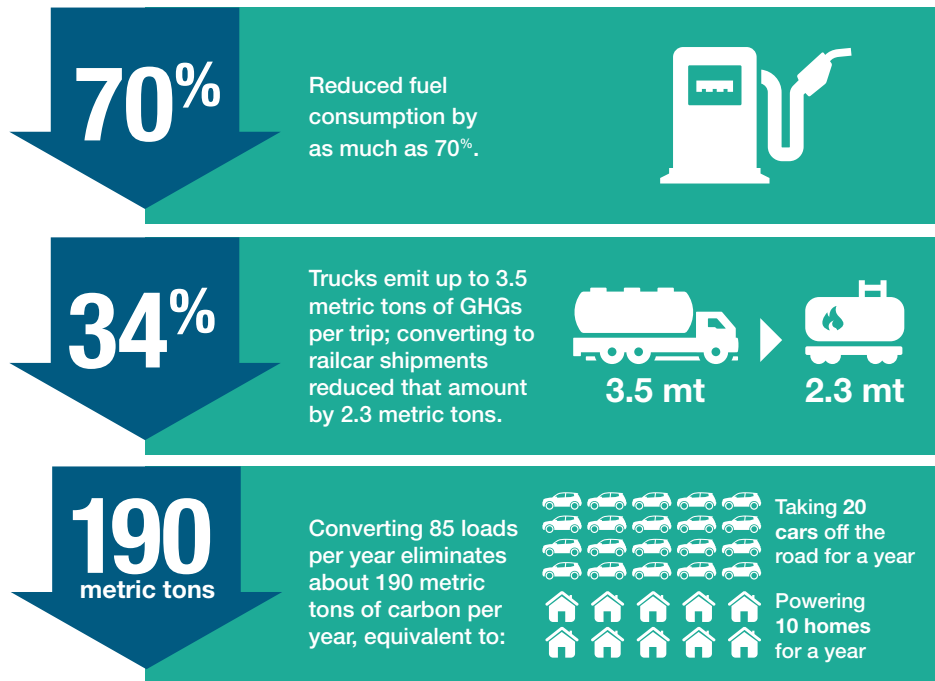 70%
Reduced fuel
consumption by
as much as 70%.
34%
Trucks emit up to 3.5
metric tons of GHGs
per trip; converting to
railcar shipments
reduced that amount
by 2.3 metric tons.
3.5 mt
2.3 mt
190
metric tons
Converting 85 loads
per year eliminates
about 190 metric
tons of carbon per
year, equivalent to:
Taking 20
cars off the
road for a year
Powering
10 homes
for a year